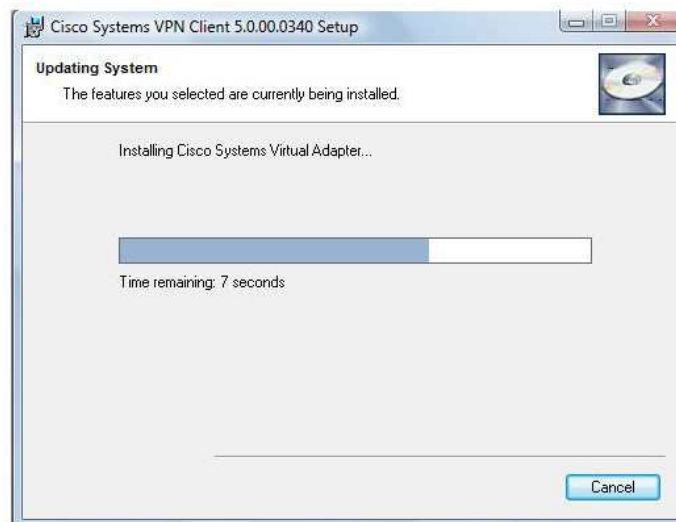 Cisco Systems VPN Client 5.0.00.0340 Setup
Updating System
The features you selected are currently being installed.
Installing Cisco Systems Virtual Adapter...
Time remaining: 7 seconds
Cancel